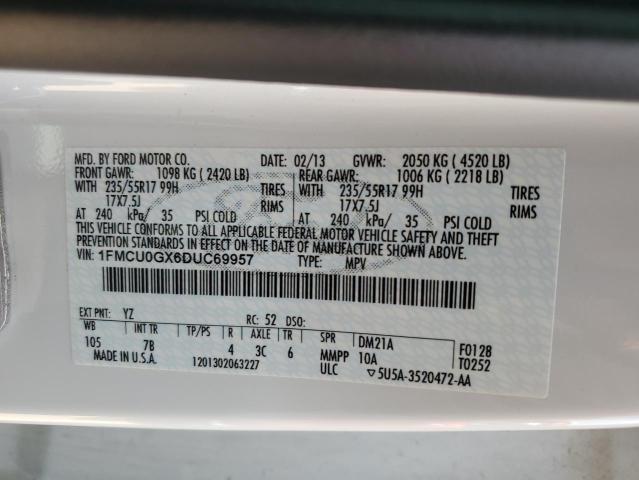 MFD. BY FORD MOTOR CO. DATE: 02/13 GVWR: 2050 KG ( 4520 LB)
FRONT GAWR: 1098 KG ( 2420 LB) REAR GAWR: 1006 KG ( 2218 LB)
WITH 235/55R17 99H TIRES WITH 235/55R17 99H TIRES
17X7.5J RIMS 17X7.5J RIMS
AT 240 kPa/ 35 PSI COLD AT 240 kPa/ 35 PSI COLD
THIS VEHICLE CONFORMS TO ALL APPLICABLE FEDERAL MOTOR VEHICLE SAFETY AND THEFT
PREVENTION STANDARDS IN EFFECT ON THE DATE OF MANUFACTURE SHOWN ABOVE.
VIN: 1FMCU0GX6DUC69957 TYPE: MPV
EXT PNT: YZ RC: 52 DSO:
WB INT TR TP/PS R AXLE TR SPR DM21A F0128
105 7B 4 3C 6 MMPP 10A T0252
MADE IN U.S.A. 1201302063227 ULC ▽5U5A-3520472-AA